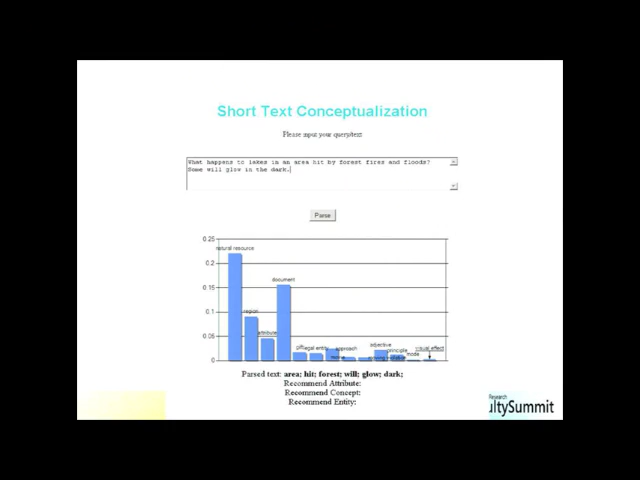 Short Text Conceptualization
Please input your query/text
What happens to lakes in an area hit by forest fires and floods?
Some will glow in the dark.
Parse
0.25
natural resource
0.2
document
0.15
0.1
region
attribute
legal entity
approach
adjective
principle
mode
visual effect
0.05
0
Parsed text: area; hit; forest; will; glow; dark;
Recommend Attribute:
Recommend Concept:
Recommend Entity:
Research
ultySummit